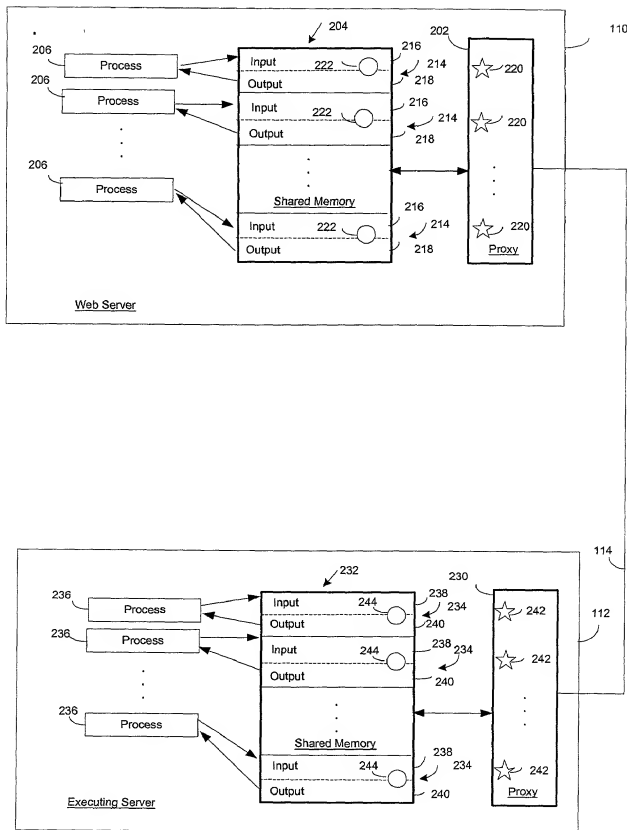 204
202
110
206
Process
Input
222
216
214
220
206
Process
Output
218
Input
222
216
214
220
Output
218
206
Process
Shared Memory
Input
222
216
214
220
Output
218
Proxy
Web Server
114
232
230
112
236
Process
Input
244
238
234
242
236
Process
Output
240
Input
244
238
234
242
Output
240
236
Process
Shared Memory
Input
244
238
234
242
Output
240
Proxy
Executing Server